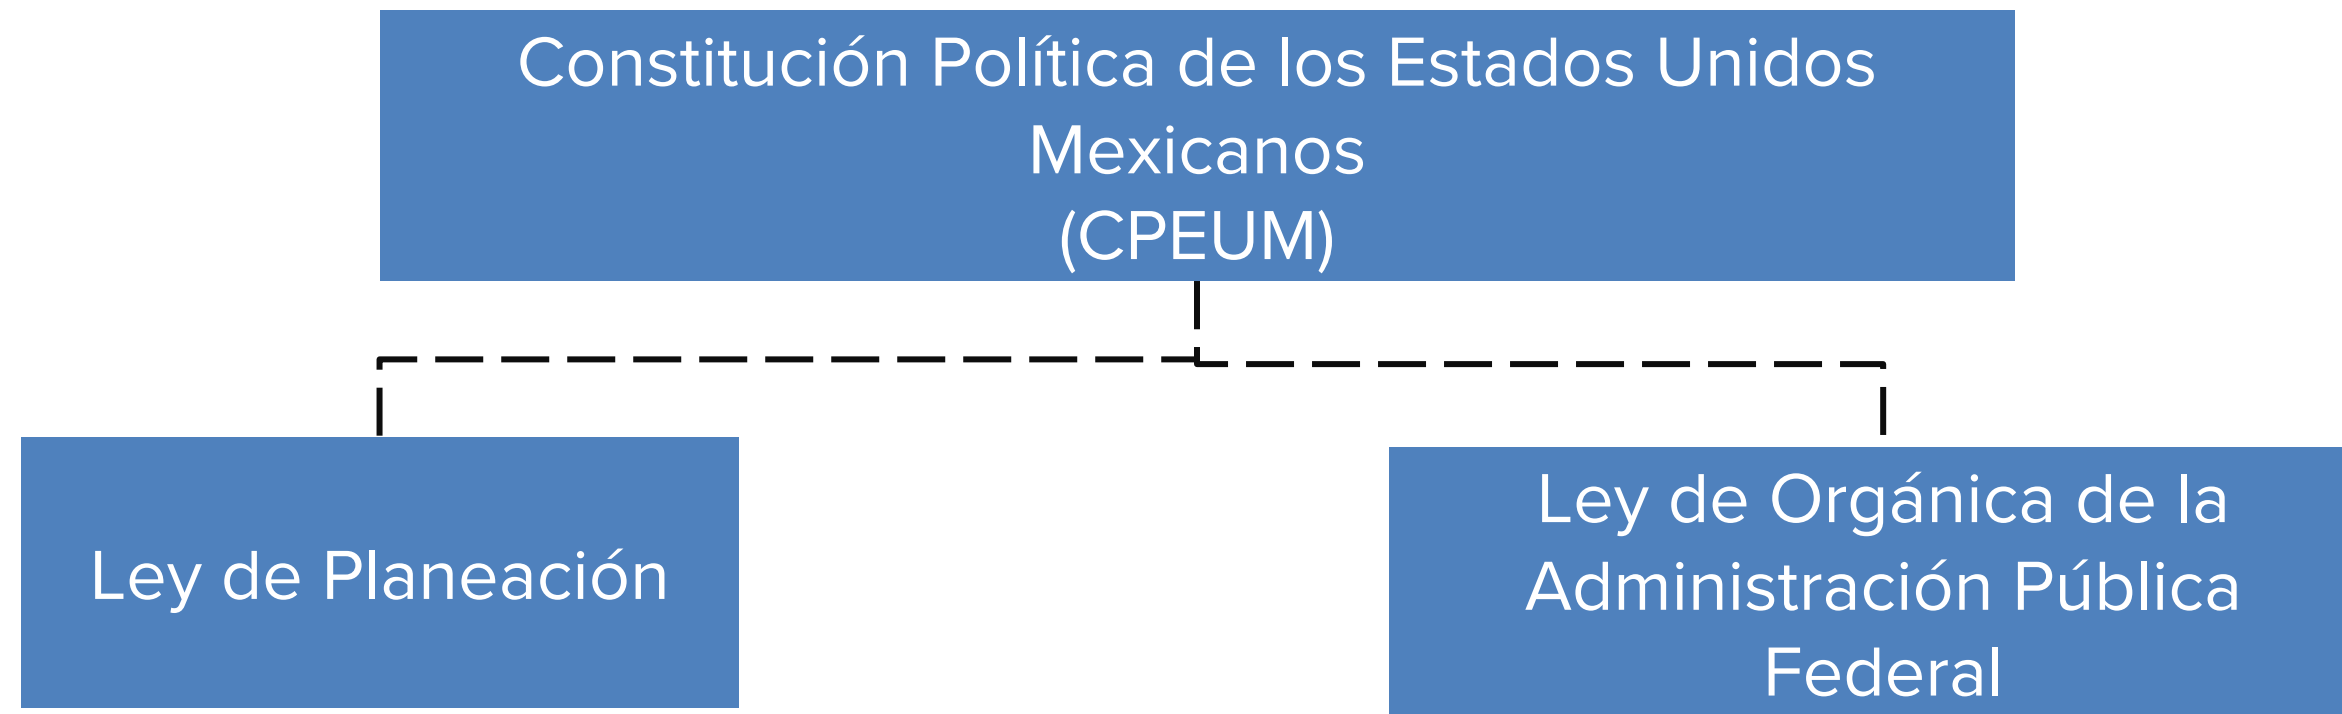 Constitución Política de los Estados Unidos
Mexicanos
(CPEUM)
Ley de Planeación
Ley de Orgánica de la
Administración Pública
Federal